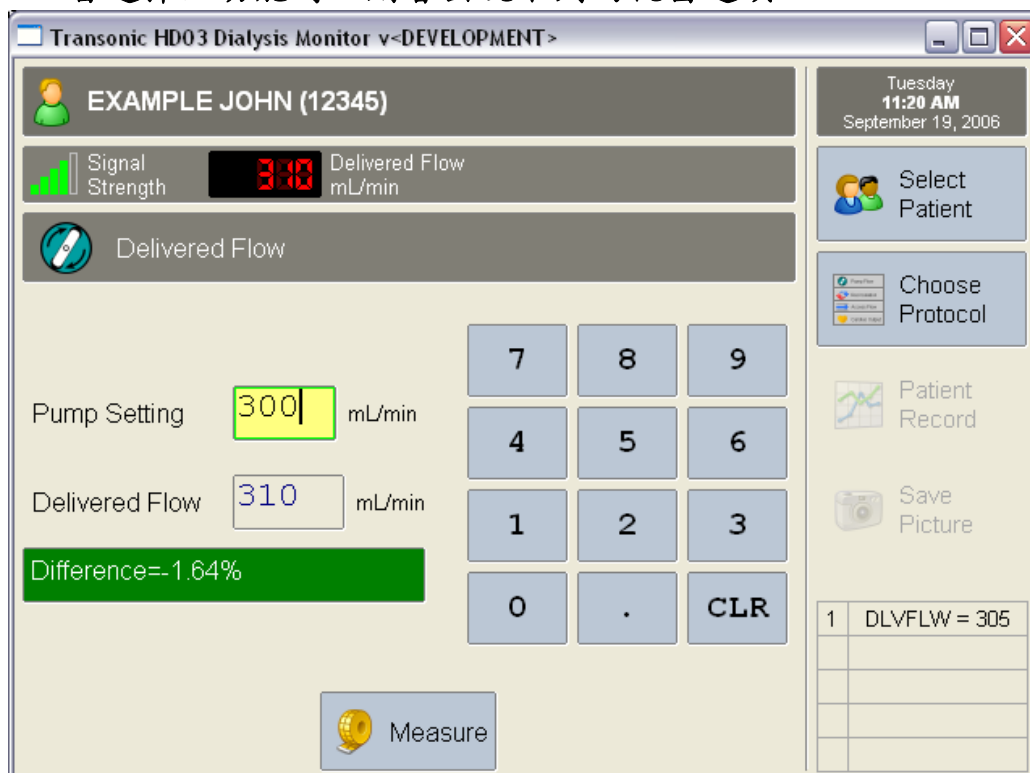 Transonic HD03 Dialysis Monitor v<DEVELOPMENT>
EXAMPLE JOHN (12345)
Signal
Strength
310
Delivered Flow
mL/min
Delivered Flow
Pump Setting
300
mL/min
Delivered Flow
310
mL/min
Difference=-1.64%
7 8 9
4 5 6
1 2 3
0 . CLR
Measure
Tuesday
11:20 AM
September 19, 2006
Select
Patient
Choose
Protocol
Patient
Record
Save
Picture
1 DLVFLW = 305